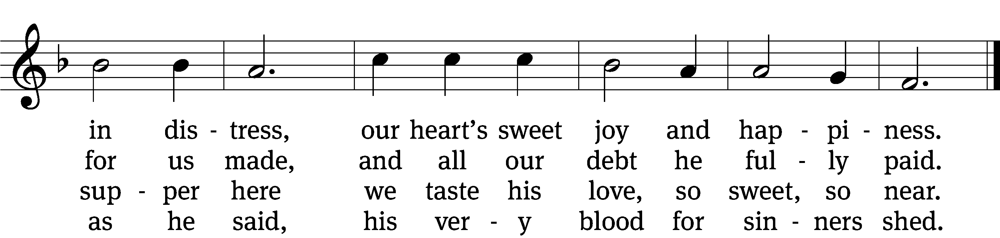 in dis - tress, our heart’s sweet joy and hap - pi - ness.
for us made, and all our debt he ful - ly paid.
sup - per here we taste his love, so sweet, so near.
as he said, his ver - y blood for sin - ners shed.